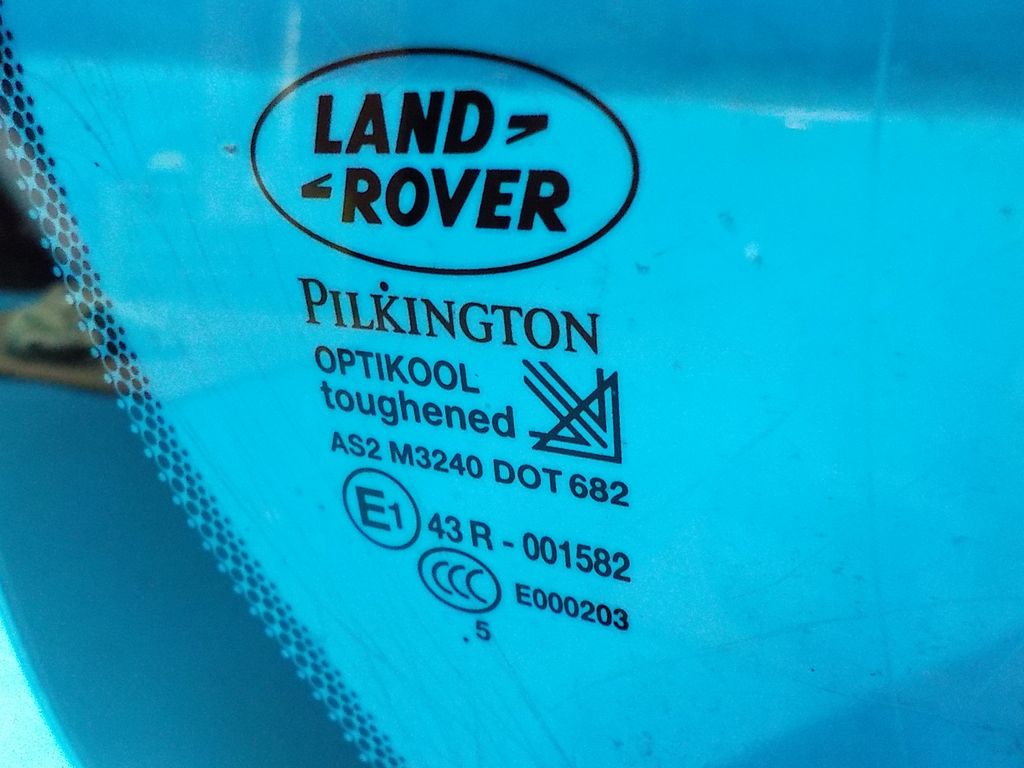 LAND
ROVER
PILKINGTON
OPTIKOOL
toughened
AS2 M3240 DOT 682
E1 43 R - 001582
CCC E000203
.5